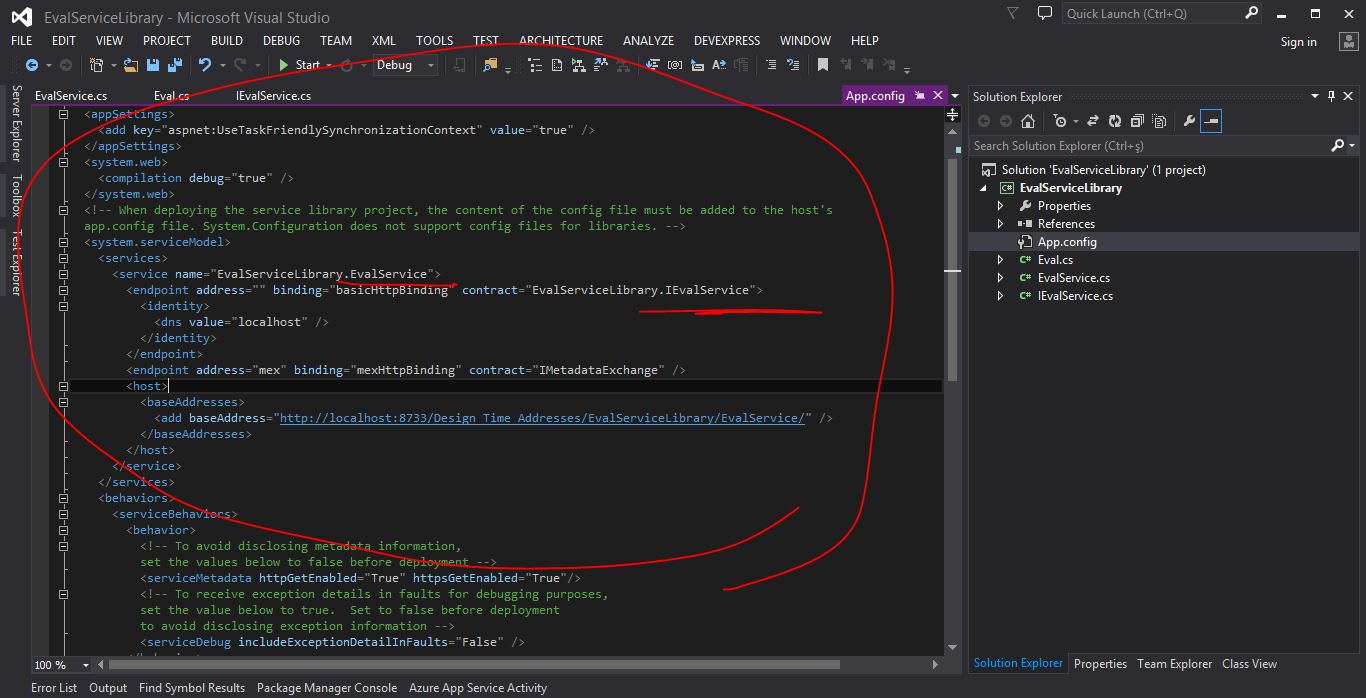 EvalServiceLibrary - Microsoft Visual Studio
Quick Launch (Ctrl+Q)
FILE EDIT VIEW PROJECT BUILD DEBUG TEAM XML TOOLS TEST ARCHITECTURE ANALYZE DEVEXPRESS WINDOW HELP
Sign in
Start Debug
Server Explorer
Toolbox
Test Explorer
EvalService.cs Eval.cs IEvalService.cs App.config
<appSettings>
<add key="aspnet:UseTaskFriendlySynchronizationContext" value="true" />
</appSettings>
<system.web>
<compilation debug="true" />
</system.web>
<!-- When deploying the service library project, the content of the config file must be added to the host's
app.config file. System.Configuration does not support config files for libraries. -->
<system.serviceModel>
<services>
<service name="EvalServiceLibrary.EvalService">
<endpoint address="" binding="basicHttpBinding" contract="EvalServiceLibrary.IEvalService">
<identity>
<dns value="localhost" />
</identity>
</endpoint>
<endpoint address="mex" binding="mexHttpBinding" contract="IMetadataExchange" />
<host>
<baseAddresses>
<add baseAddress="http://localhost:8733/Design_Time_Addresses/EvalServiceLibrary/EvalService/" />
</baseAddresses>
</host>
</service>
</services>
<behaviors>
<serviceBehaviors>
<behavior>
<!-- To avoid disclosing metadata information,
set the values below to false before deployment -->
<serviceMetadata httpGetEnabled="True" httpsGetEnabled="True"/>
<!-- To receive exception details in faults for debugging purposes,
set the value below to true.  Set to false before deployment
to avoid disclosing exception information -->
<serviceDebug includeExceptionDetailInFaults="False" />
100 %
Solution Explorer
Search Solution Explorer (Ctrl+ş)
Solution 'EvalServiceLibrary' (1 project)
C# EvalServiceLibrary
Properties
References
App.config
C# Eval.cs
C# EvalService.cs
C# IEvalService.cs
Solution Explorer Properties Team Explorer Class View
Error List Output Find Symbol Results Package Manager Console Azure App Service Activity